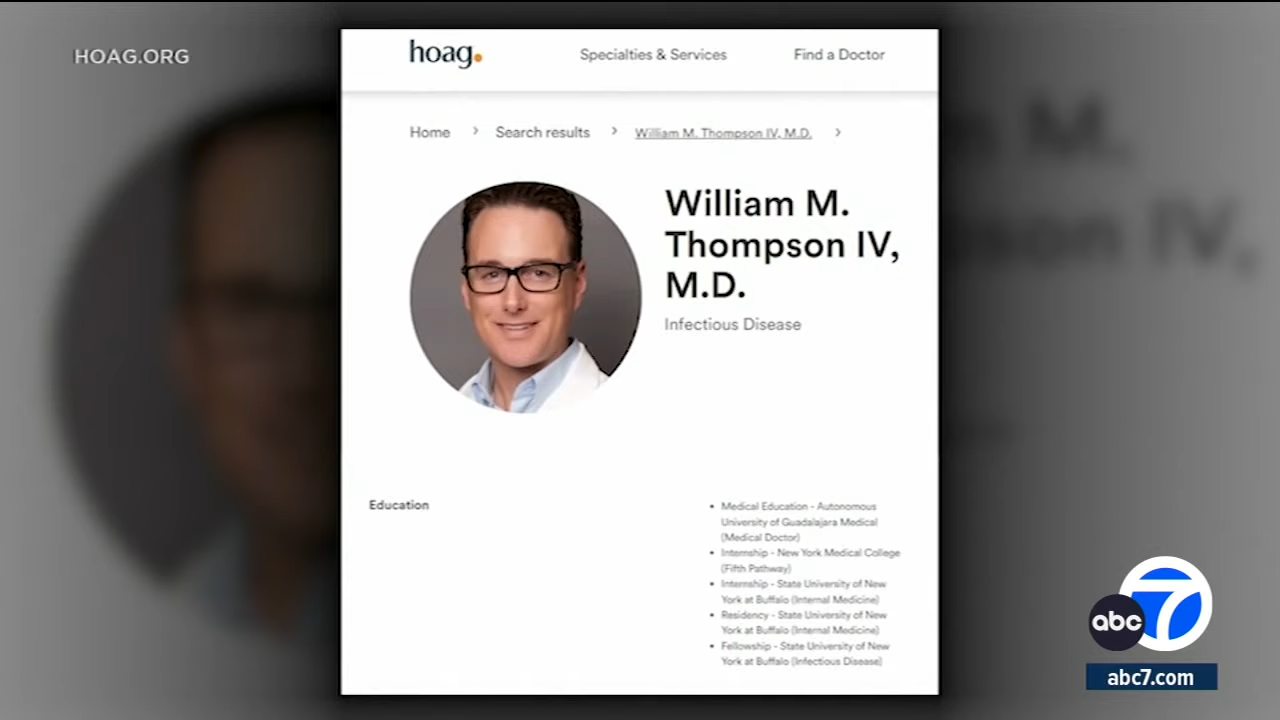 HOAG.ORG
hoag.
Specialties & Services
Find a Doctor
Home > Search results > William M. Thompson IV, M.D. >
William M.
Thompson IV,
M.D.
Infectious Disease
Education
• Medical Education - Autonomous
University of Guadalajara Medical
(Medical Doctor)
• Internship - New York Medical College
(Fifth Pathway)
• Internship - State University of New
York at Buffalo (Internal Medicine)
• Residency - State University of New
York at Buffalo (Internal Medicine)
• Fellowship - State University of New
York at Buffalo (Infectious Disease)
abc 7
abc7.com